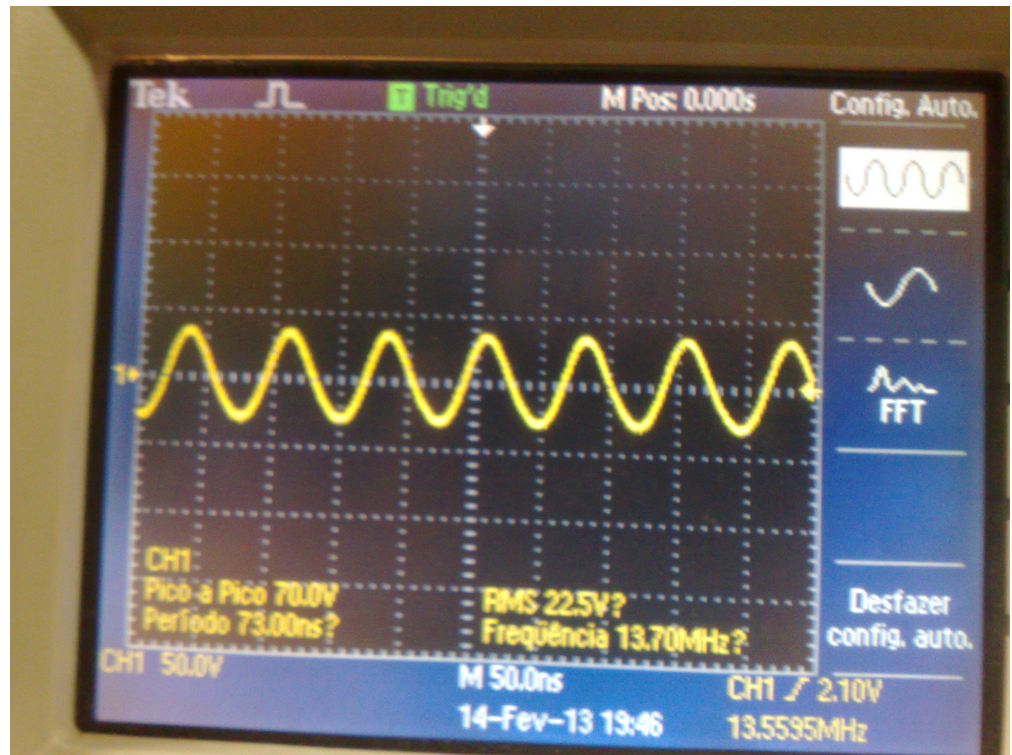 Tek T Trig'd M Pos: 0.000s Config. Auto.
1
FFT
CH1
Pico a Pico 70.0V RMS 22.5V?
Período 73.00ns? Freqüência 13.70MHz?
Desfazer
config. auto.
CH1 50.0V M 50.0ns CH1 2.10V
14-Fev-13 19:46 13.5595MHz